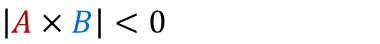 |A × B| < 0